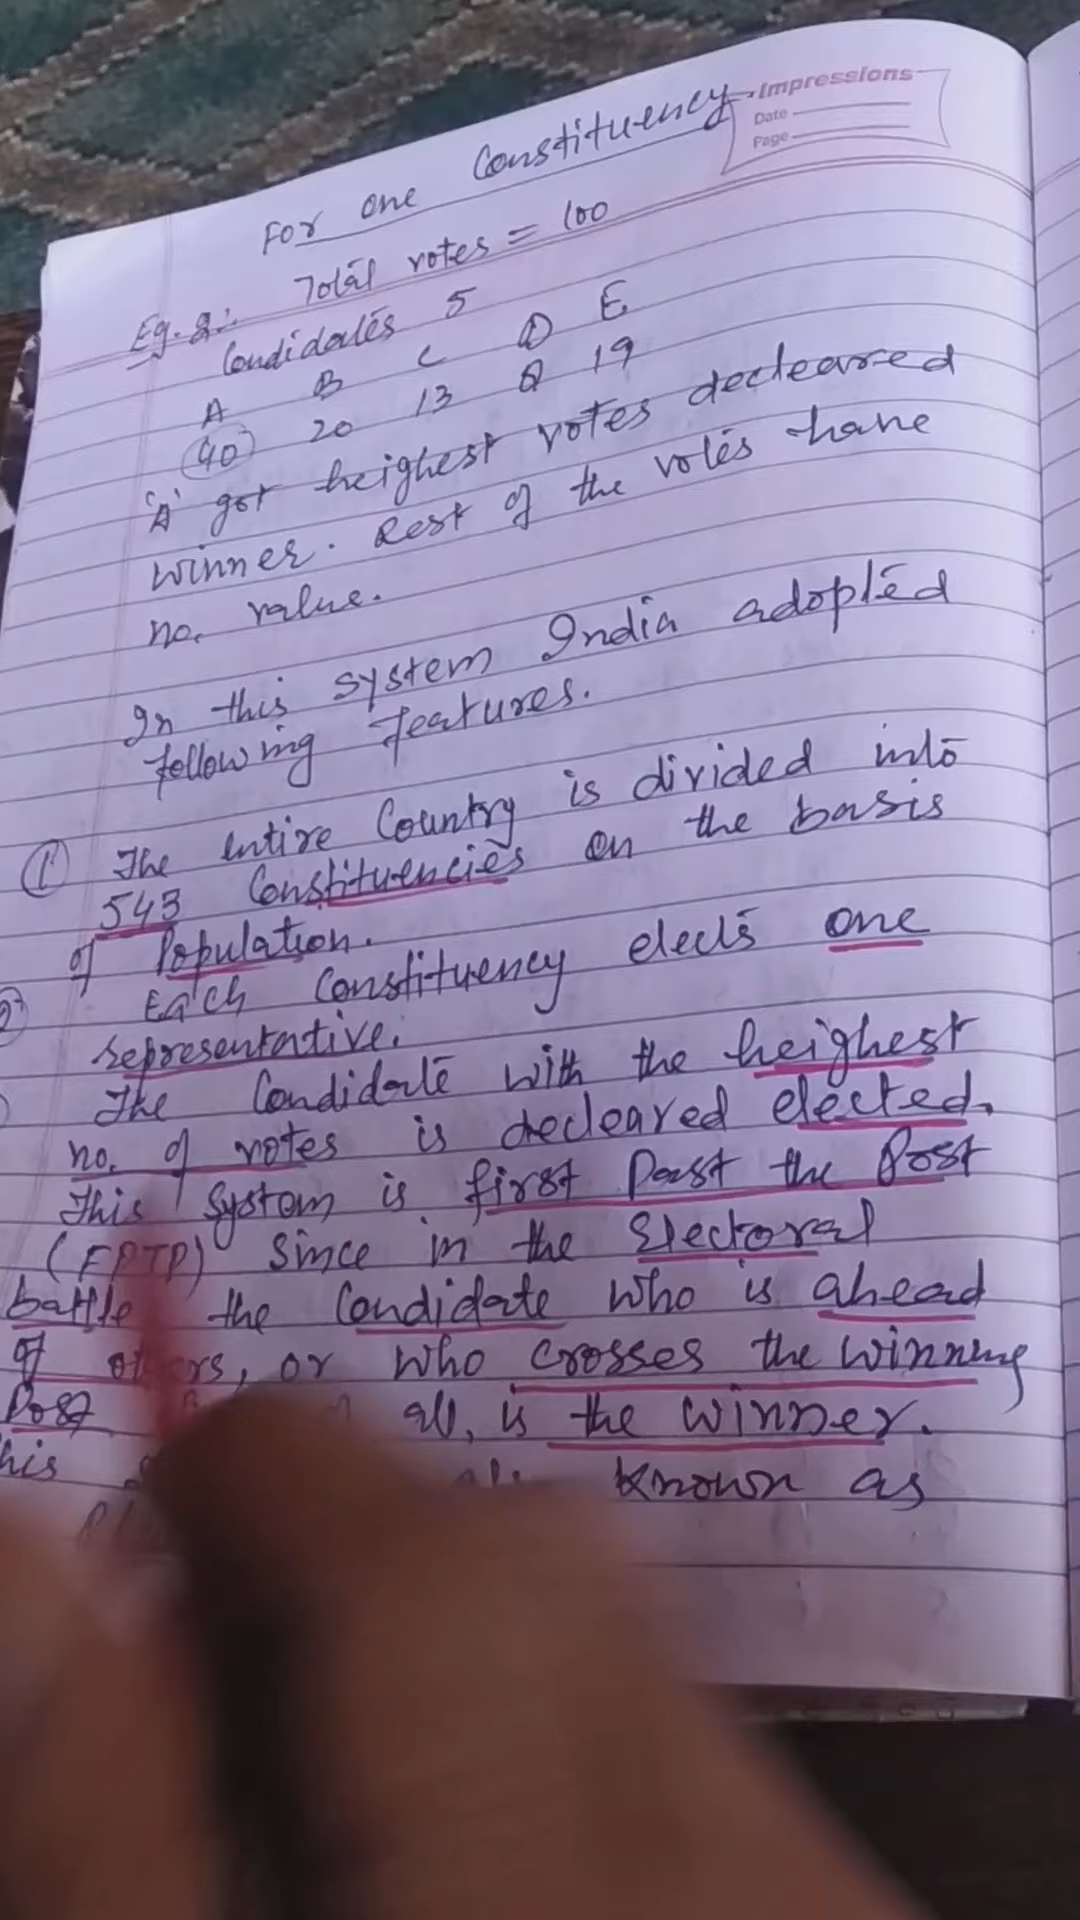 Impressions
Date
Page
For one Constituency
Eg. 2:. Total votes = 100
Candidates 5
A B C D E
40 20 13 8 19
'A' got heighest votes decleared
winner. Rest of the votes have
no. value.
In this system India adopted
following features.
① The entire Country is divided into
543 Constituencies on the basis
of Population.
Each Constituency elects one
representative.
The Candidate with the heighest
no. of votes is decleared elected.
This system is first Past the Post
(FPTP) Since in the Electoral
battle the Candidate who is ahead
of others, or who crosses the winning
Post all, is the winner.
known as